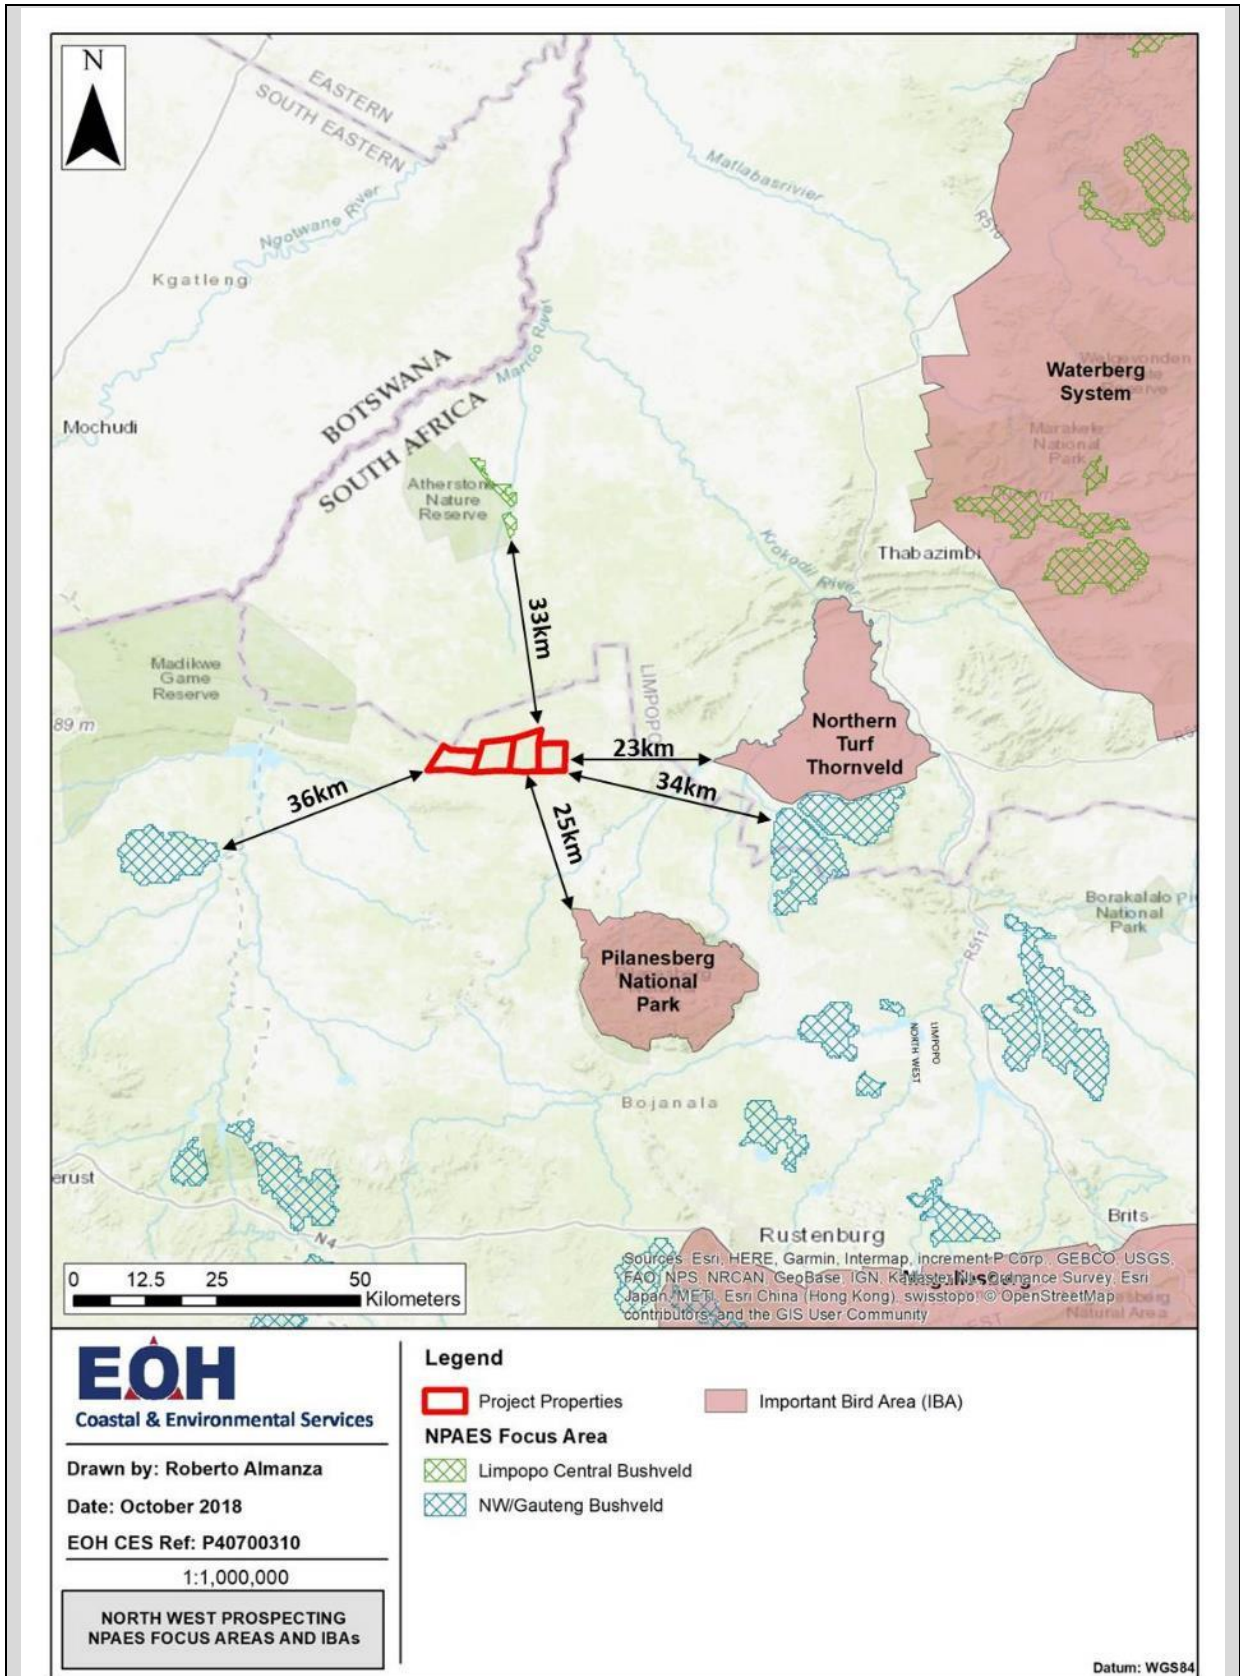 N
EASTERN
SOUTH EASTERN
Ngotwane River
Kgatleng
Matlabasrivier
R510
BOTSWANA
SOUTH AFRICA
Marico River
Mochudi
Waterberg
System
Welgevonden
Marakele
National
Park
Atherstone
Nature
Reserve
Krokodil River
Thabazimbi
33km
Madikwe
Game
Reserve
LIMPOPO
89 m
Northern
Turf
Thornveld
23km
34km
36km
25km
Borakalalo
National
Park
R511
Pilanesberg
National
Park
NORTH WEST
LIMPOPO
Bojanala
erust
N4
Brits
Rustenburg
Sources: Esri, HERE, Garmin, Intermap, increment P Corp., GEBCO, USGS,
FAO, NPS, NRCAN, GeoBase, IGN, Kadaster NL, Ordnance Survey, Esri
Japan, METI, Esri China (Hong Kong), swisstopo, © OpenStreetMap
contributors, and the GIS User Community
Natural Area
0 12.5 25 50
Kilometers
EOH
Coastal & Environmental Services
Drawn by: Roberto Almanza
Date: October 2018
EOH CES Ref: P40700310
1:1,000,000
NORTH WEST PROSPECTING
NPAES FOCUS AREAS AND IBAs
Legend
Project Properties
Important Bird Area (IBA)
NPAES Focus Area
Limpopo Central Bushveld
NW/Gauteng Bushveld
Datum: WGS84